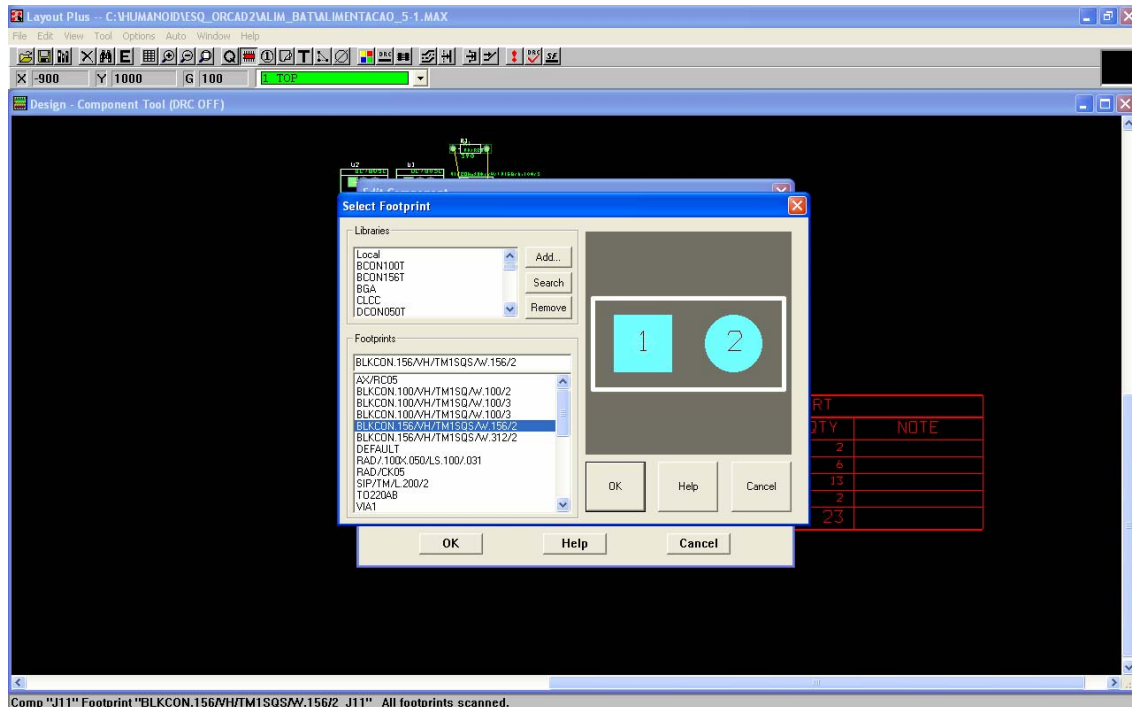 Layout Plus -- C:\HUMANOID\ESQ_ORCAD2\ALIM_BAT\ALIMENTACAO_5-1.MAX
File Edit View Tool Options Auto Window Help
X -900 Y 1000 G 100 1 TOP
Design - Component Tool (DRC OFF)
U2
Edit Component
Select Footprint
Libraries
Local
BCON100T
BCON156T
BGA
CLCC
DCON050T
Add...
Search
Remove
Footprints
BLKCON.156/VH/TM1SQS/W.156/2
AX/RC05
BLKCON.100/VH/TM1SQ/W.100/2
BLKCON.100/VH/TM1SQ/W.100/3
BLKCON.100/VH/TM1SQ/W.100/3
BLKCON.156/VH/TM1SQS/W.156/2
BLKCON.156/VH/TM1SQS/W.312/2
DEFAULT
RAD/.100X.050/LS.100/.031
RAD/CK05
SIP/TM/L.200/2
TO220AB
VIA1
1 2
OK Help Cancel
OK Help Cancel
RT
QTY NOTE
2
6
13
2
23
Comp "J11" Footprint "BLKCON.156/VH/TM1SQS/W.156/2_J11" All footprints scanned.